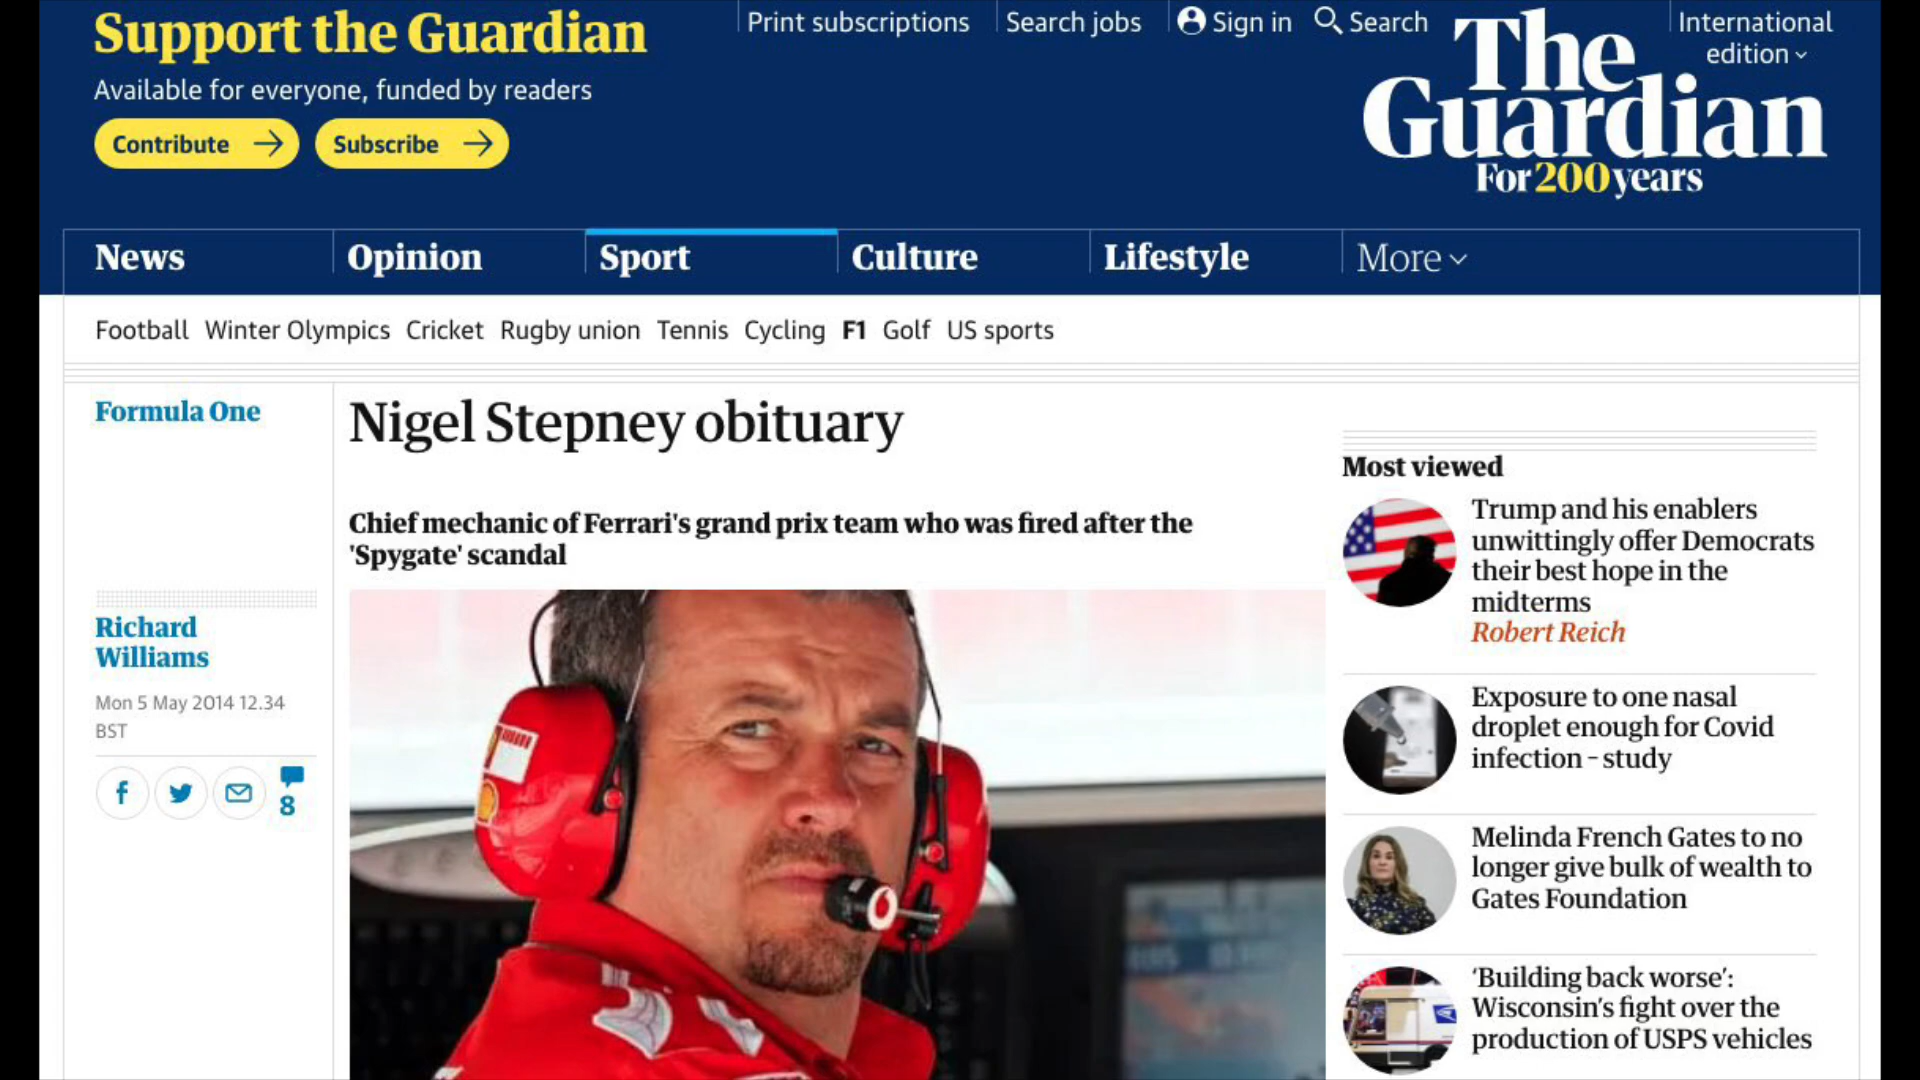 Support the Guardian
Available for everyone, funded by readers
Contribute
Subscribe
Print subscriptions
Search jobs
Sign in
Search
International
edition
The
Guardian
For 200 years
News
Opinion
Sport
Culture
Lifestyle
More
Football Winter Olympics Cricket Rugby union Tennis Cycling F1 Golf US sports
Formula One
Nigel Stepney obituary
Chief mechanic of Ferrari's grand prix team who was fired after the
'Spygate' scandal
Richard
Williams
Mon 5 May 2014 12.34
BST
8
Most viewed
Trump and his enablers
unwittingly offer Democrats
their best hope in the
midterms
Robert Reich
Exposure to one nasal
droplet enough for Covid
infection – study
Melinda French Gates to no
longer give bulk of wealth to
Gates Foundation
‘Building back worse’:
Wisconsin’s fight over the
production of USPS vehicles